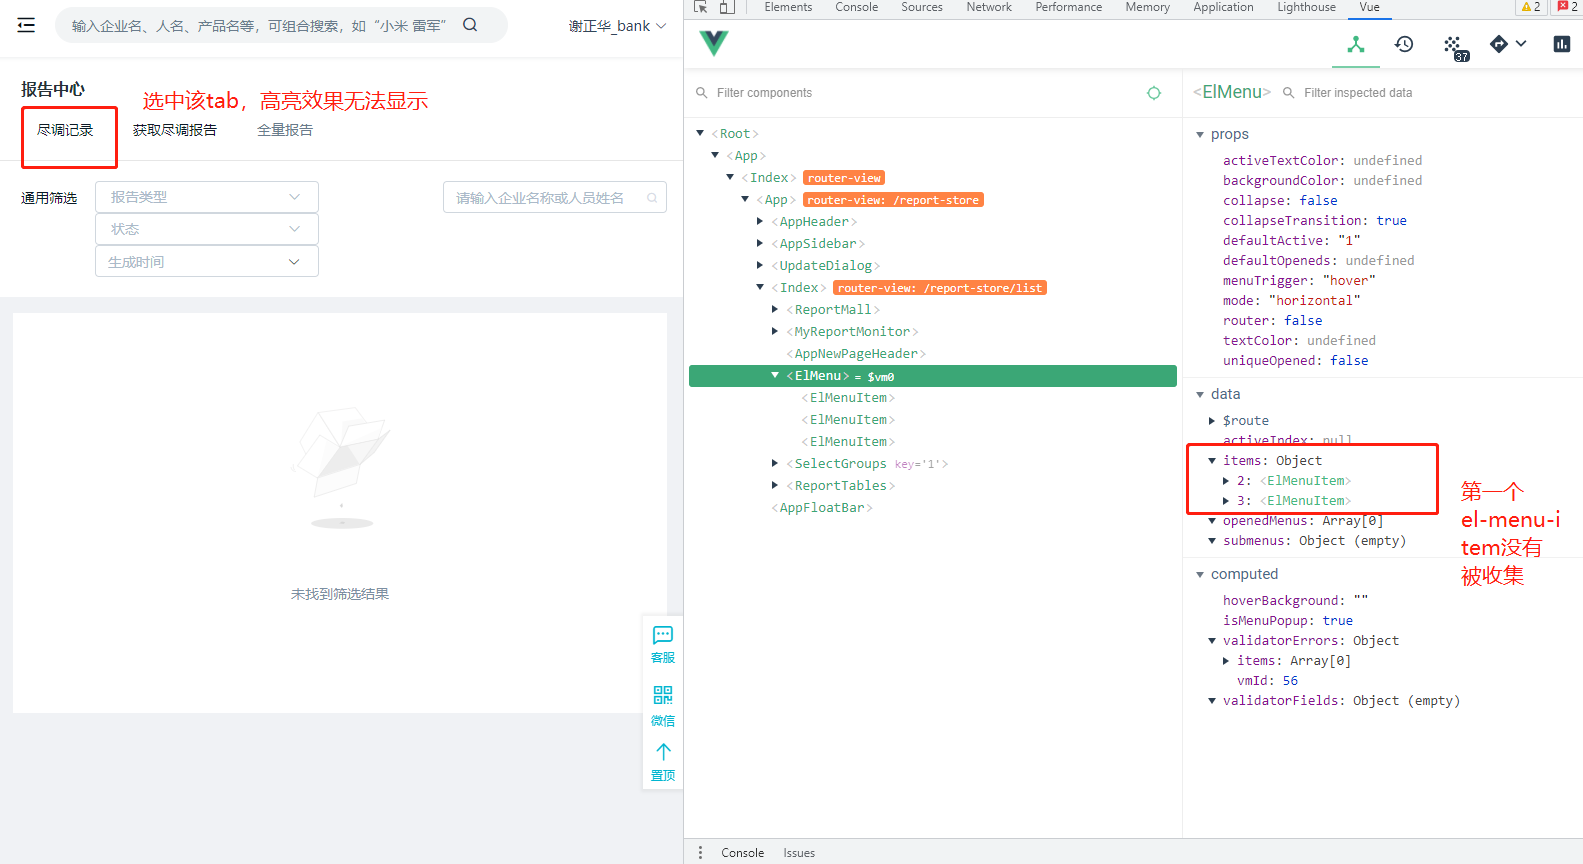 输入企业名、人名、产品名等，可组合搜索，如“小米 雷军”
谢正华_bank
报告中心
选中该tab，高亮效果无法显示
尽调记录
获取尽调报告
全量报告
通用筛选
报告类型
请输入企业名称或人员姓名
状态
生成时间
未找到筛选结果
客服
微信
置顶
Elements
Console
Sources
Network
Performance
Memory
Application
Lighthouse
Vue
2
2
37
Filter components
<Root>
<App>
<Index> router-view
<App> router-view: /report-store
<AppHeader>
<AppSidebar>
<UpdateDialog>
<Index> router-view: /report-store/list
<ReportMall>
<MyReportMonitor>
<AppNewPageHeader>
<ElMenu> = $vm0
<ElMenuItem>
<ElMenuItem>
<ElMenuItem>
<SelectGroups key='1'>
<ReportTables>
<AppFloatBar>
<ElMenu>
Filter inspected data
props
activeTextColor: undefined
backgroundColor: undefined
collapse: false
collapseTransition: true
defaultActive: "1"
defaultOpeneds: undefined
menuTrigger: "hover"
mode: "horizontal"
router: false
textColor: undefined
uniqueOpened: false
data
$route
activeIndex: null
items: Object
2: <ElMenuItem>
3: <ElMenuItem>
openedMenus: Array[0]
submenus: Object (empty)
第一个
el-menu-i
tem没有
被收集
computed
hoverBackground: ""
isMenuPopup: true
validatorErrors: Object
items: Array[0]
vmId: 56
validatorFields: Object (empty)
Console
Issues